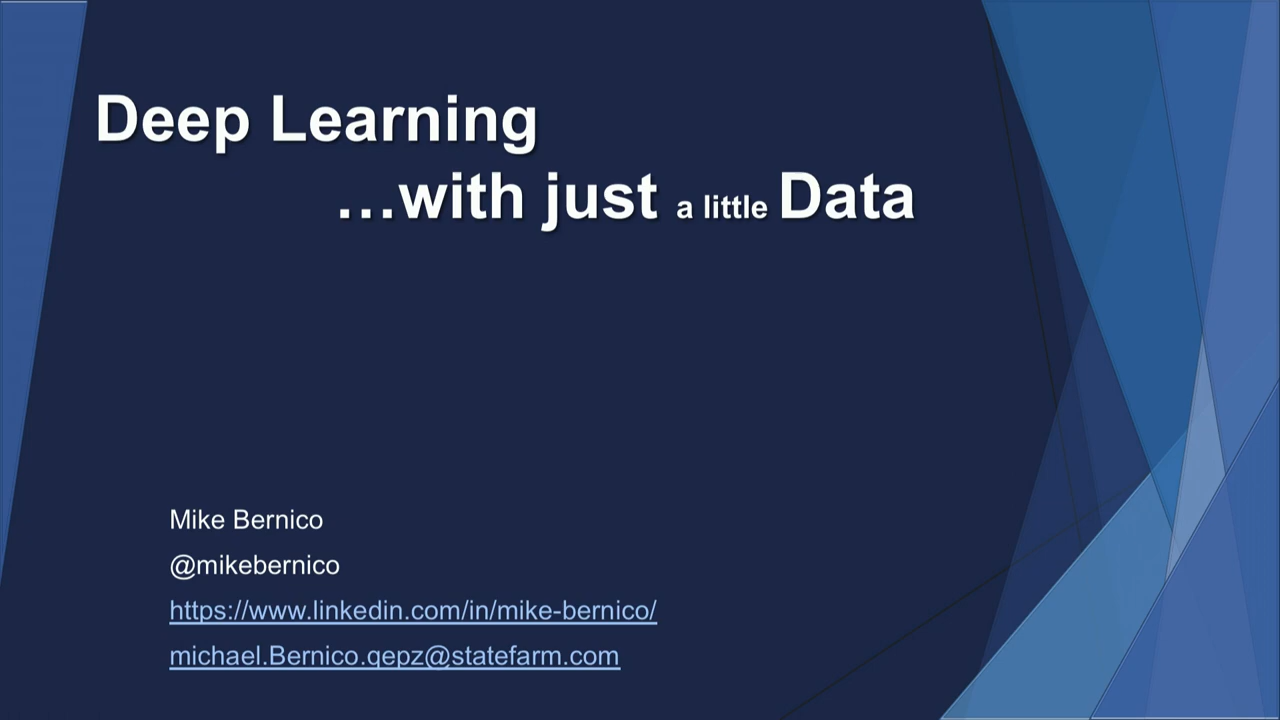 Deep Learning
…with just a little Data
Mike Bernico
@mikebernico
https://www.linkedin.com/in/mike-bernico/
michael.Bernico.qepz@statefarm.com